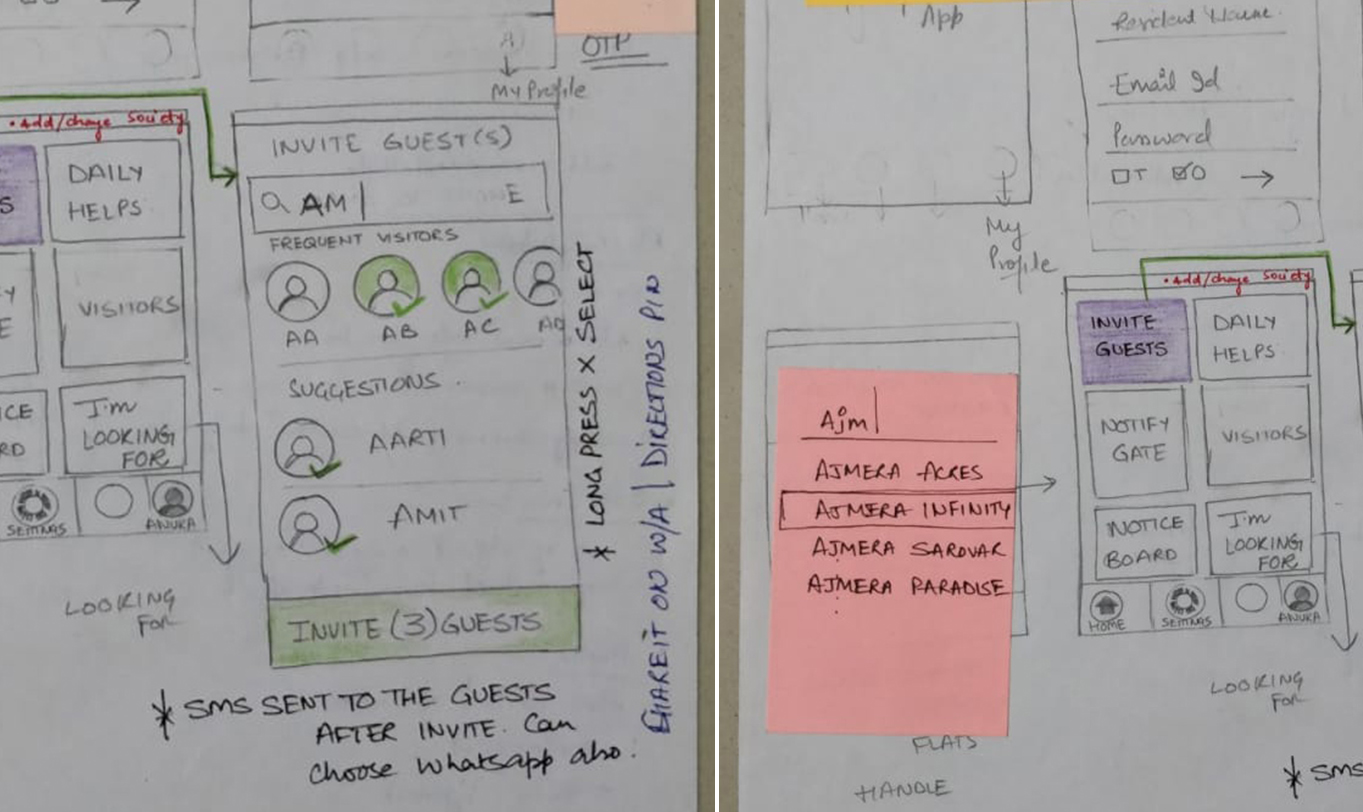 OTP
My Profile
• Add/change Society
S
DAILY
HELPS
Y
E
VISITORS
ICE
RD
I'm
LOOKING
FOR
SETTINGS
ANUKA
LOOKING
FOR
INVITE GUEST(S)
AM|
E
FREQUENT VISITORS
AA
AB
AC
AD
SUGGESTIONS
AARTI
AMIT
INVITE (3) GUESTS
* LONG PRESS X SELECT
SHARE IT ON W/A | DIRECTIONS PIN
* SMS SENT TO THE GUESTS
AFTER INVITE. Can
choose whatsapp also.
App
My
Profile
Resident Name
Email Id
Password
T
O
Ajm|
AJMERA ACRES
AJMERA INFINITY
AJMERA SAROVAR
AJMERA PARADISE
FLATS
HANDLE
• Add/change Society
INVITE
GUESTS
DAILY
HELPS
NOTIFY
GATE
VISITORS
NOTICE
BOARD
I'm
LOOKING
FOR
HOME
SETTINGS
ANUKA
LOOKING
FOR
* SMS